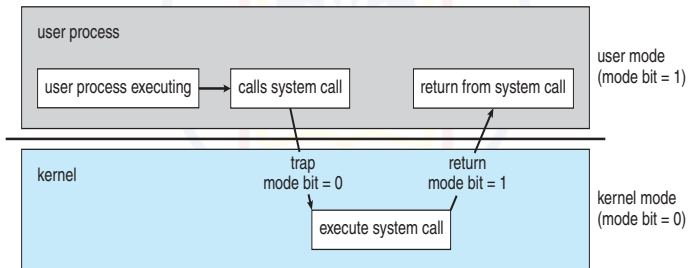 user process
user process executing
calls system call
return from system call
user mode
(mode bit = 1)
kernel
trap
mode bit = 0
return
mode bit = 1
execute system call
kernel mode
(mode bit = 0)